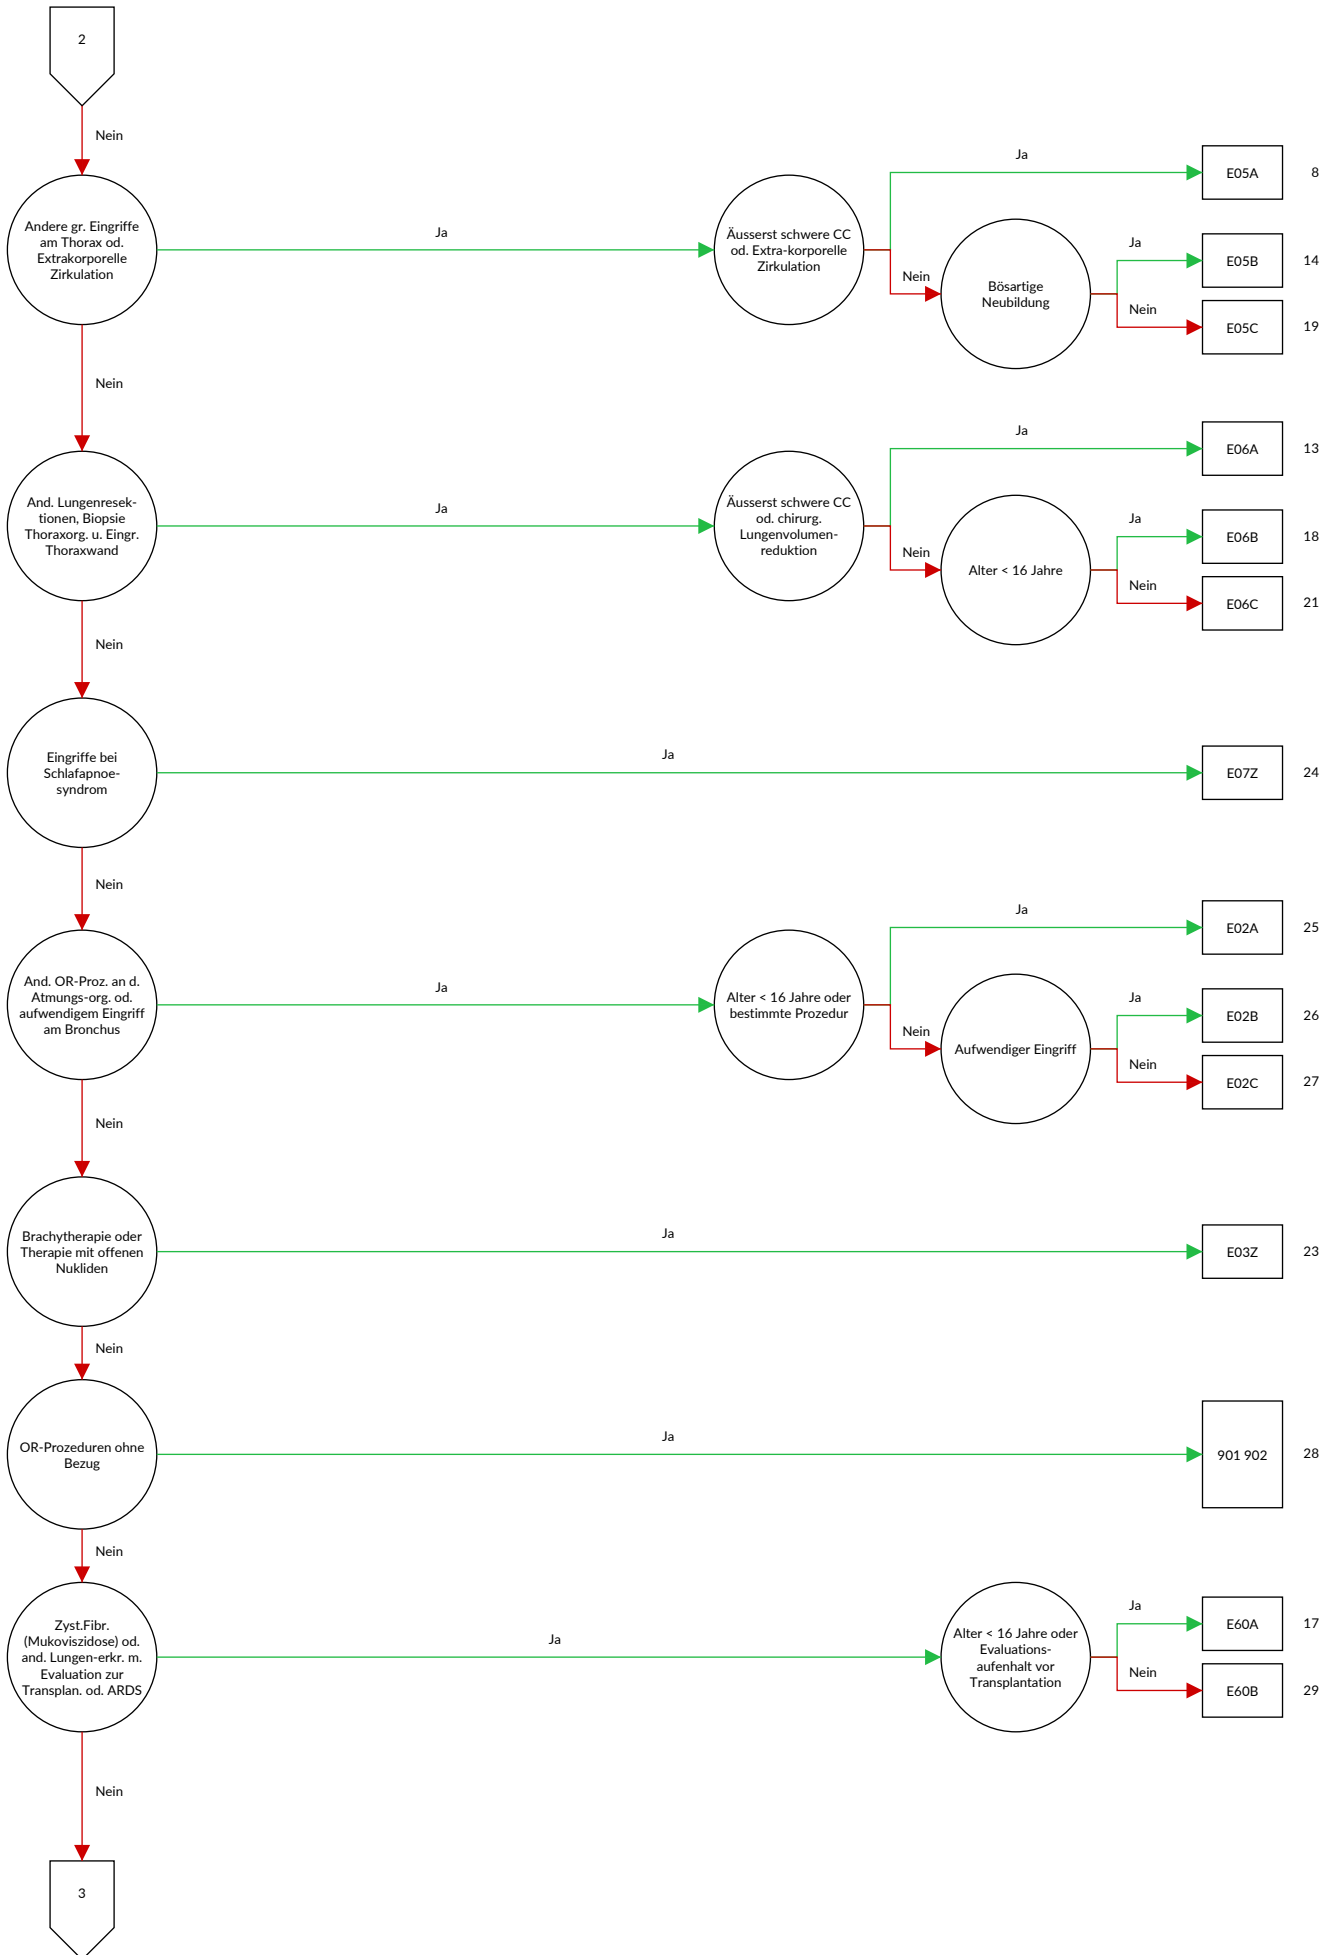 2
Nein
Andere gr. Eingriffe
am Thorax od.
Extrakorporelle
Zirkulation
Ja
Äusserst schwere CC
od. Extra-korporelle
Zirkulation
Ja
E05A
8
Nein
Bösartige
Neubildung
Ja
E05B
14
Nein
E05C
19
Nein
And. Lungenresek-
tionen, Biopsie
Thoraxorg. u. Eingr.
Thoraxwand
Ja
Äusserst schwere CC
od. chirurg.
Lungenvolumen-
reduktion
Ja
E06A
13
Nein
Alter < 16 Jahre
Ja
E06B
18
Nein
E06C
21
Nein
Eingriffe bei
Schlafapnoe-
syndrom
Ja
E07Z
24
Nein
And. OR-Proz. an d.
Atmungs-org. od.
aufwendigem Eingriff
am Bronchus
Ja
Alter < 16 Jahre oder
bestimmte Prozedur
Ja
E02A
25
Nein
Aufwendiger Eingriff
Ja
E02B
26
Nein
E02C
27
Nein
Brachytherapie oder
Therapie mit offenen
Nukliden
Ja
E03Z
23
Nein
OR-Prozeduren ohne
Bezug
Ja
901 902
28
Nein
Zyst.Fibr.
(Mukoviszidose) od.
and. Lungen-erkr. m.
Evaluation zur
Transplan. od. ARDS
Ja
Alter < 16 Jahre oder
Evaluations-
aufenhalt vor
Transplantation
Ja
E60A
17
Nein
E60B
29
Nein
3